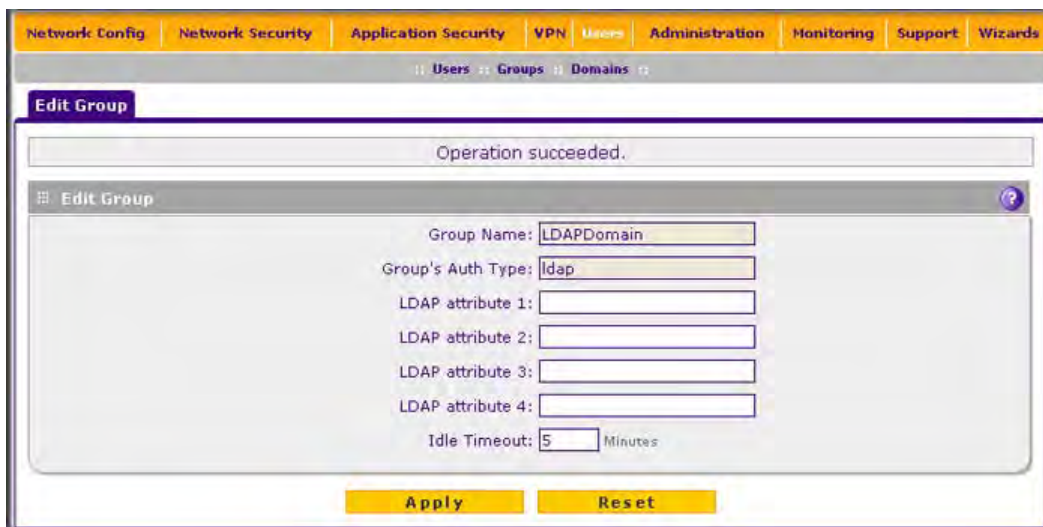 Network Config Network Security Application Security VPN Users Administration Monitoring Support Wizards
:: Users :: Groups :: Domains ::
Edit Group
Operation succeeded.
Edit Group ?
Group Name: LDAPDomain
Group's Auth Type: ldap
LDAP attribute 1:
LDAP attribute 2:
LDAP attribute 3:
LDAP attribute 4:
Idle Timeout: 5 Minutes
Apply Reset